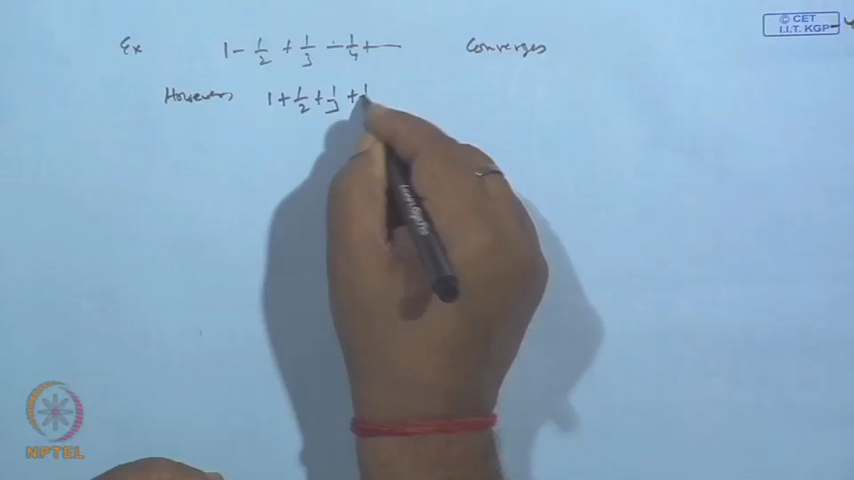 © CET
I.I.T. KGP
Ex 1 - 1/2 + 1/3 - 1/4 + — Converges
However, 1 + 1/2 + 1/3 + 1
NPTEL